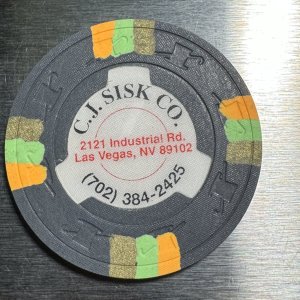 C.J. SISK CO.
2121 Industrial Rd.
Las Vegas, NV 89102
(702) 384-2425